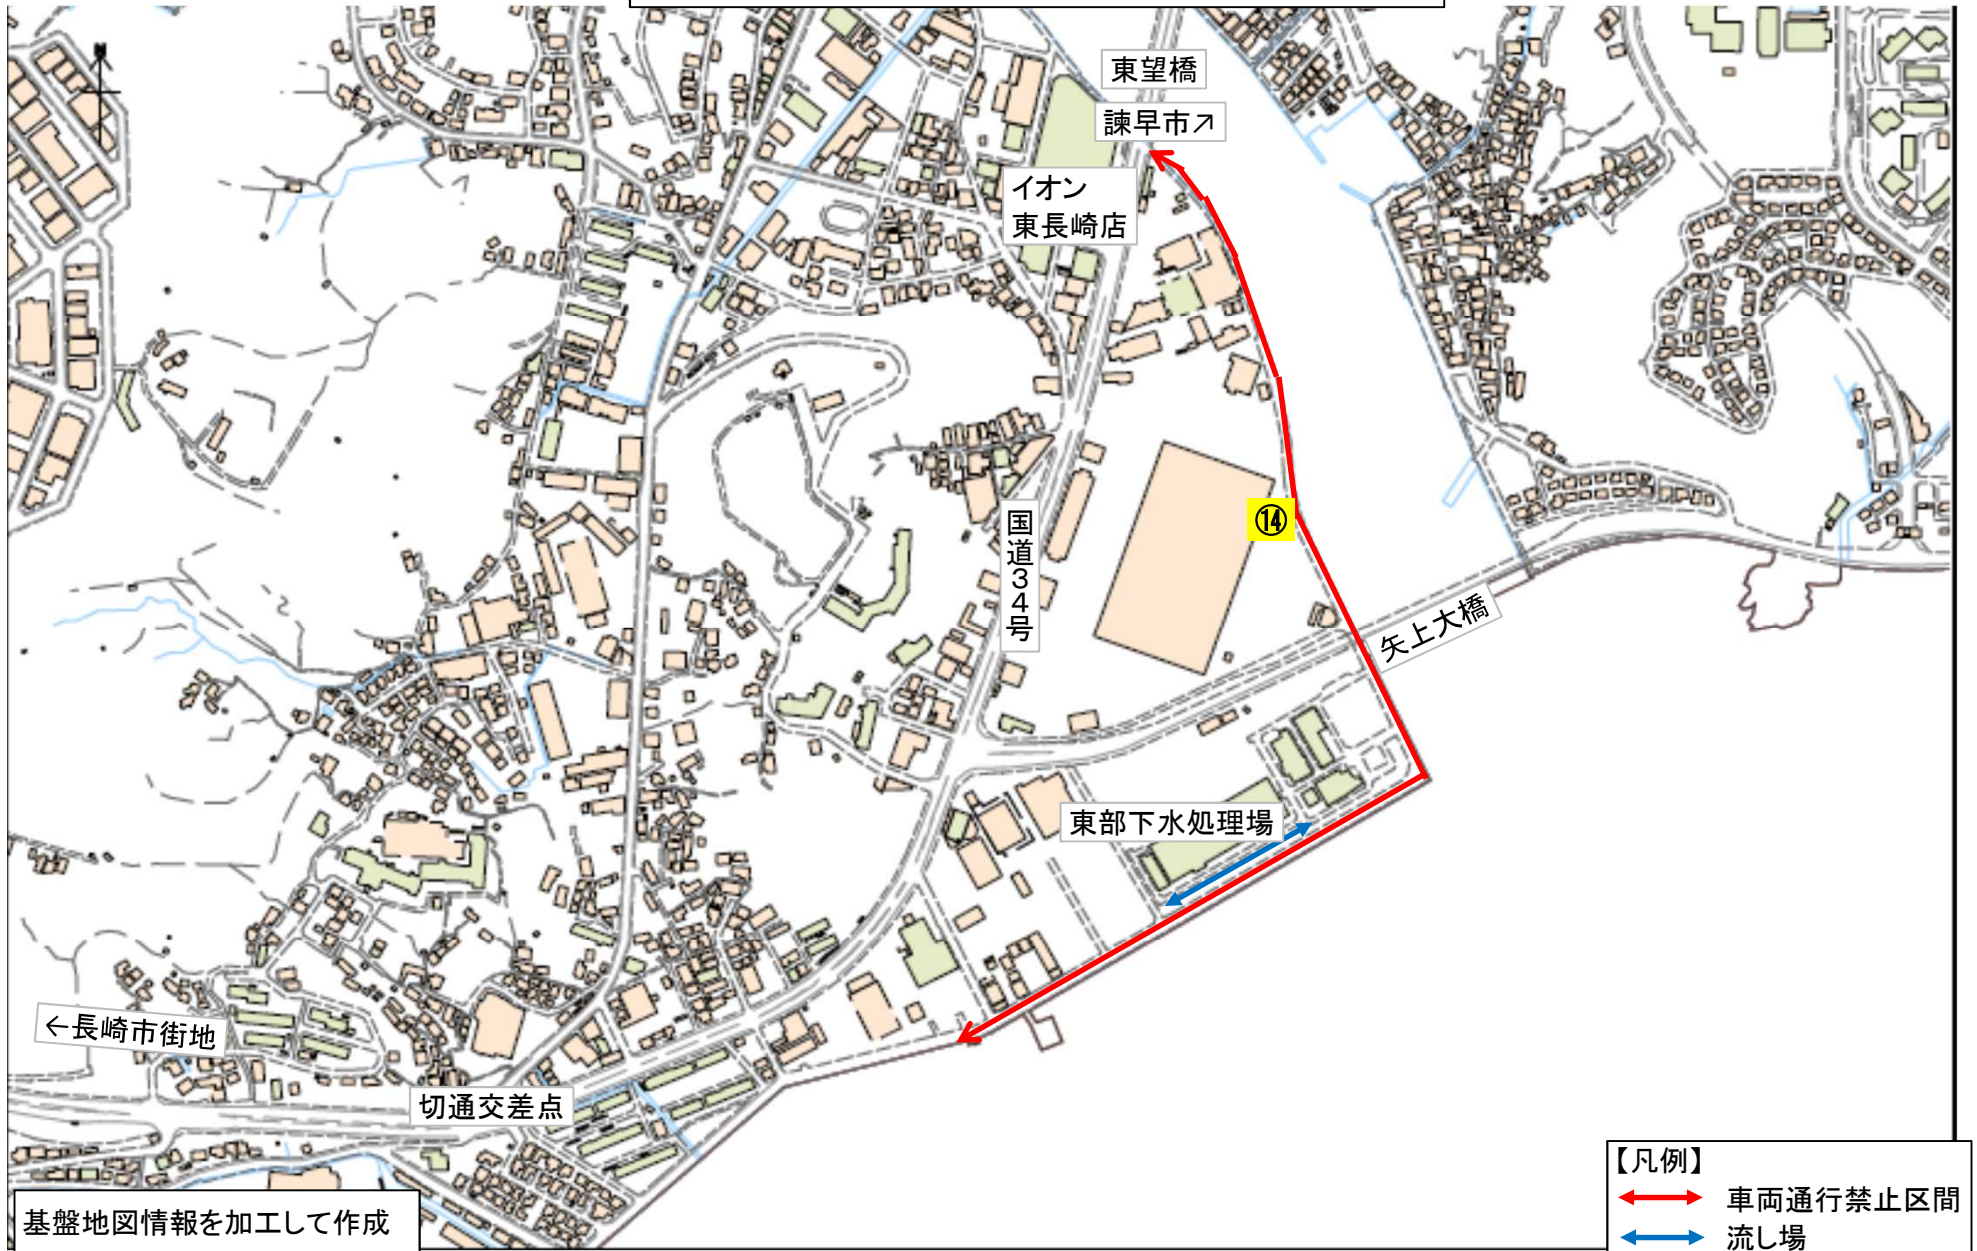 東望橋
諫早市↗
イオン
東長崎店
⑭
国道34号
矢上大橋
東部下水処理場
←長崎市街地
切通交差点
基盤地図情報を加工して作成
【凡例】
車両通行禁止区間
流し場